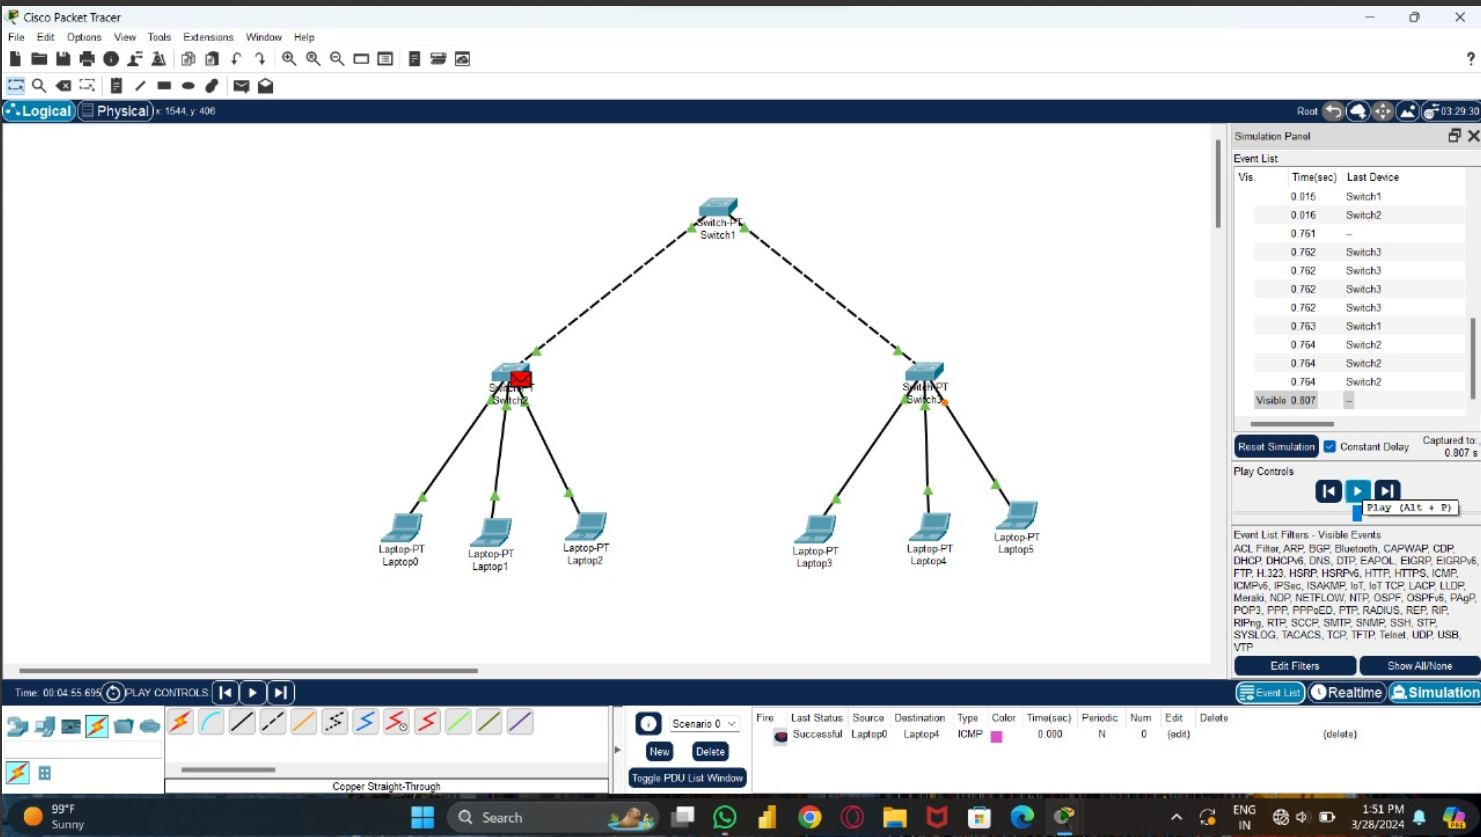 Cisco Packet Tracer
File Edit Options View Tools Extensions Window Help
?
Logical Physical x: 1544, y: 406
Root 03:29:30
Switch-PT
Switch1
Switch2
Switch-PT
Switch3
Laptop-PT
Laptop0
Laptop-PT
Laptop1
Laptop-PT
Laptop2
Laptop-PT
Laptop3
Laptop-PT
Laptop4
Laptop-PT
Laptop5
Simulation Panel
Event List
Vis. Time(sec) Last Device
0.015 Switch1
0.016 Switch2
0.761 --
0.762 Switch3
0.762 Switch3
0.762 Switch3
0.762 Switch3
0.763 Switch1
0.764 Switch2
0.764 Switch2
0.764 Switch2
Visible 0.807 --
Reset Simulation Constant Delay Captured to:
0.807 s
Play Controls
Play (Alt + P)
Event List Filters - Visible Events
ACL Filter, ARP, BGP, Bluetooth, CAPWAP, CDP,
DHCP, DHCPv6, DNS, DTP, EAPOL, EIGRP, EIGRPv6,
FTP, H.323, HSRP, HSRPv6, HTTP, HTTPS, ICMP,
ICMPv6, IPSec, ISAKMP, IoT, IoT TCP, LACP, LLDP,
Meraki, NDP, NETFLOW, NTP, OSPF, OSPFv6, PAgP,
POP3, PPP, PPPoED, PTP, RADIUS, REP, RIP,
RIPng, RTP, SCCP, SMTP, SNMP, SSH, STP,
SYSLOG, TACACS, TCP, TFTP, Telnet, UDP, USB,
VTP
Edit Filters Show All/None
Time: 00:04:55.695 PLAY CONTROLS:
Event List Realtime Simulation
Scenario 0
New Delete
Toggle PDU List Window
Fire Last Status Source Destination Type Color Time(sec) Periodic Num Edit Delete
Successful Laptop0 Laptop4 ICMP 0.000 N 0 (edit) (delete)
Copper Straight-Through
99°F
Sunny
Search
ENG
IN
1:51 PM
3/28/2024